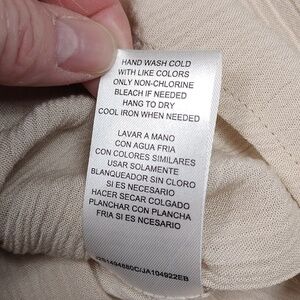 HAND WASH COLD
WITH LIKE COLORS
ONLY NON-CHLORINE
BLEACH IF NEEDED
HANG TO DRY
COOL IRON WHEN NEEDED
LAVAR A MANO
CON AGUA FRIA
CON COLORES SIMILARES
USAR SOLAMENTE
BLANQUEADOR SIN CLORO
SI ES NECESARIO
HACER SECAR COLGADO
PLANCHAR CON PLANCHA
FRIA SI ES NECESARIO